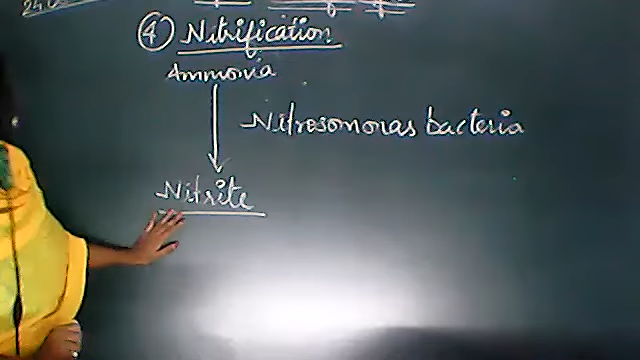 ④ Nitrification
Ammonia
Nitrosomonas bacteria
Nitrite